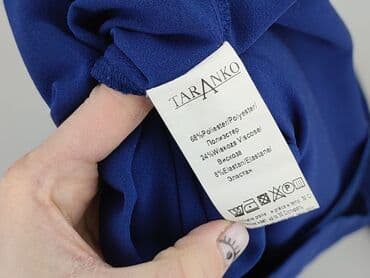 TARANKO
68%Poliester/Polyester/
Полиэстер
24%Wiskoza Viscose/
Вискоза
8%Elastan/Elastane/
Эластан